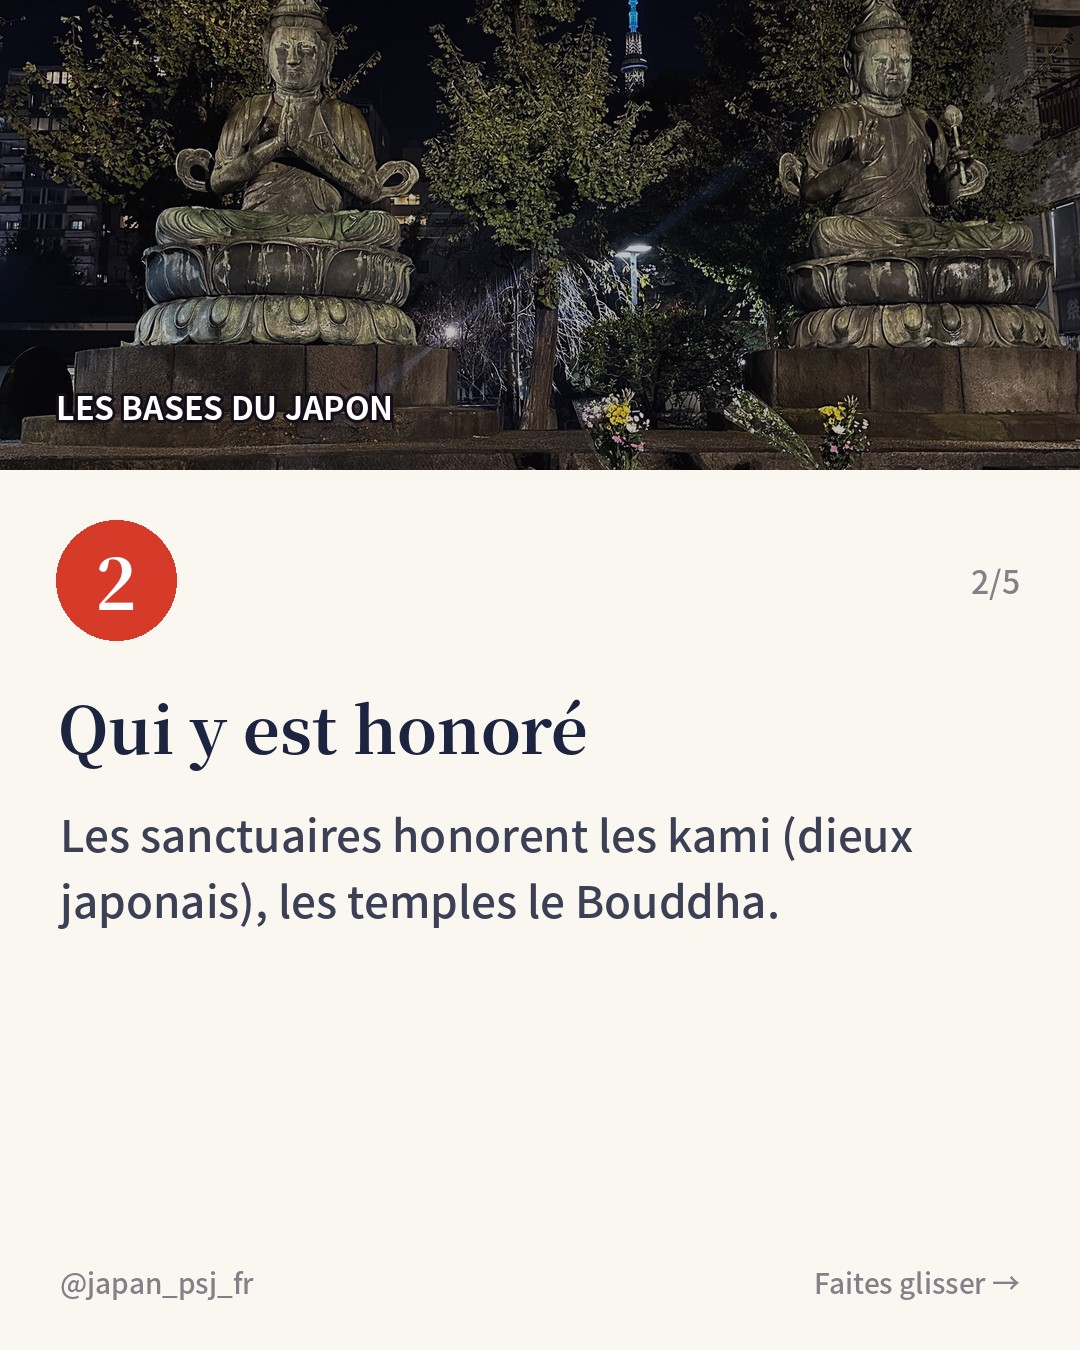 LES BASES DU JAPON
2
2/5
Qui y est honoré
Les sanctuaires honorent les kami (dieux
japonais), les temples le Bouddha.
@japan_psj_fr
Faites glisser →